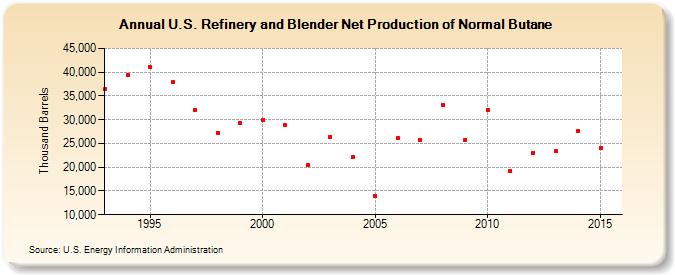 Annual U.S. Refinery and Blender Net Production of Normal Butane
Thousand Barrels
45,000
40,000
35,000
30,000
25,000
20,000
15,000
10,000
1995 2000 2005 2010 2015
Source: U.S. Energy Information Administration